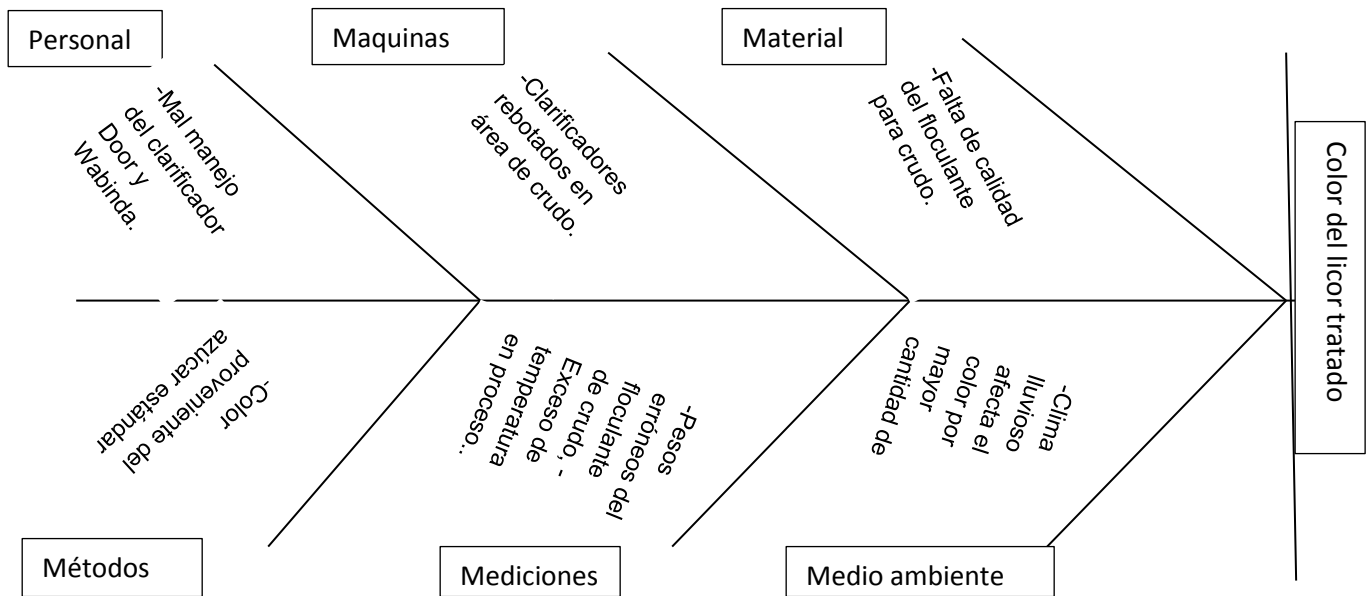 Personal
-Mal manejo
del clarificador
Door y
Wabinda.
Maquinas
-Clarificadores
rebotados en
área de crudo.
Material
-Falta de calidad
del floculante
para crudo.
Color del licor tratado
-Color
proveniente del
azúcar estándar
Métodos
-Pesos
erróneos del
floculante
de crudo, -
Exceso de
temperatura
en proceso..
Mediciones
-Clima
lluvioso
afecta el
color por
mayor
cantidad de
Medio ambiente